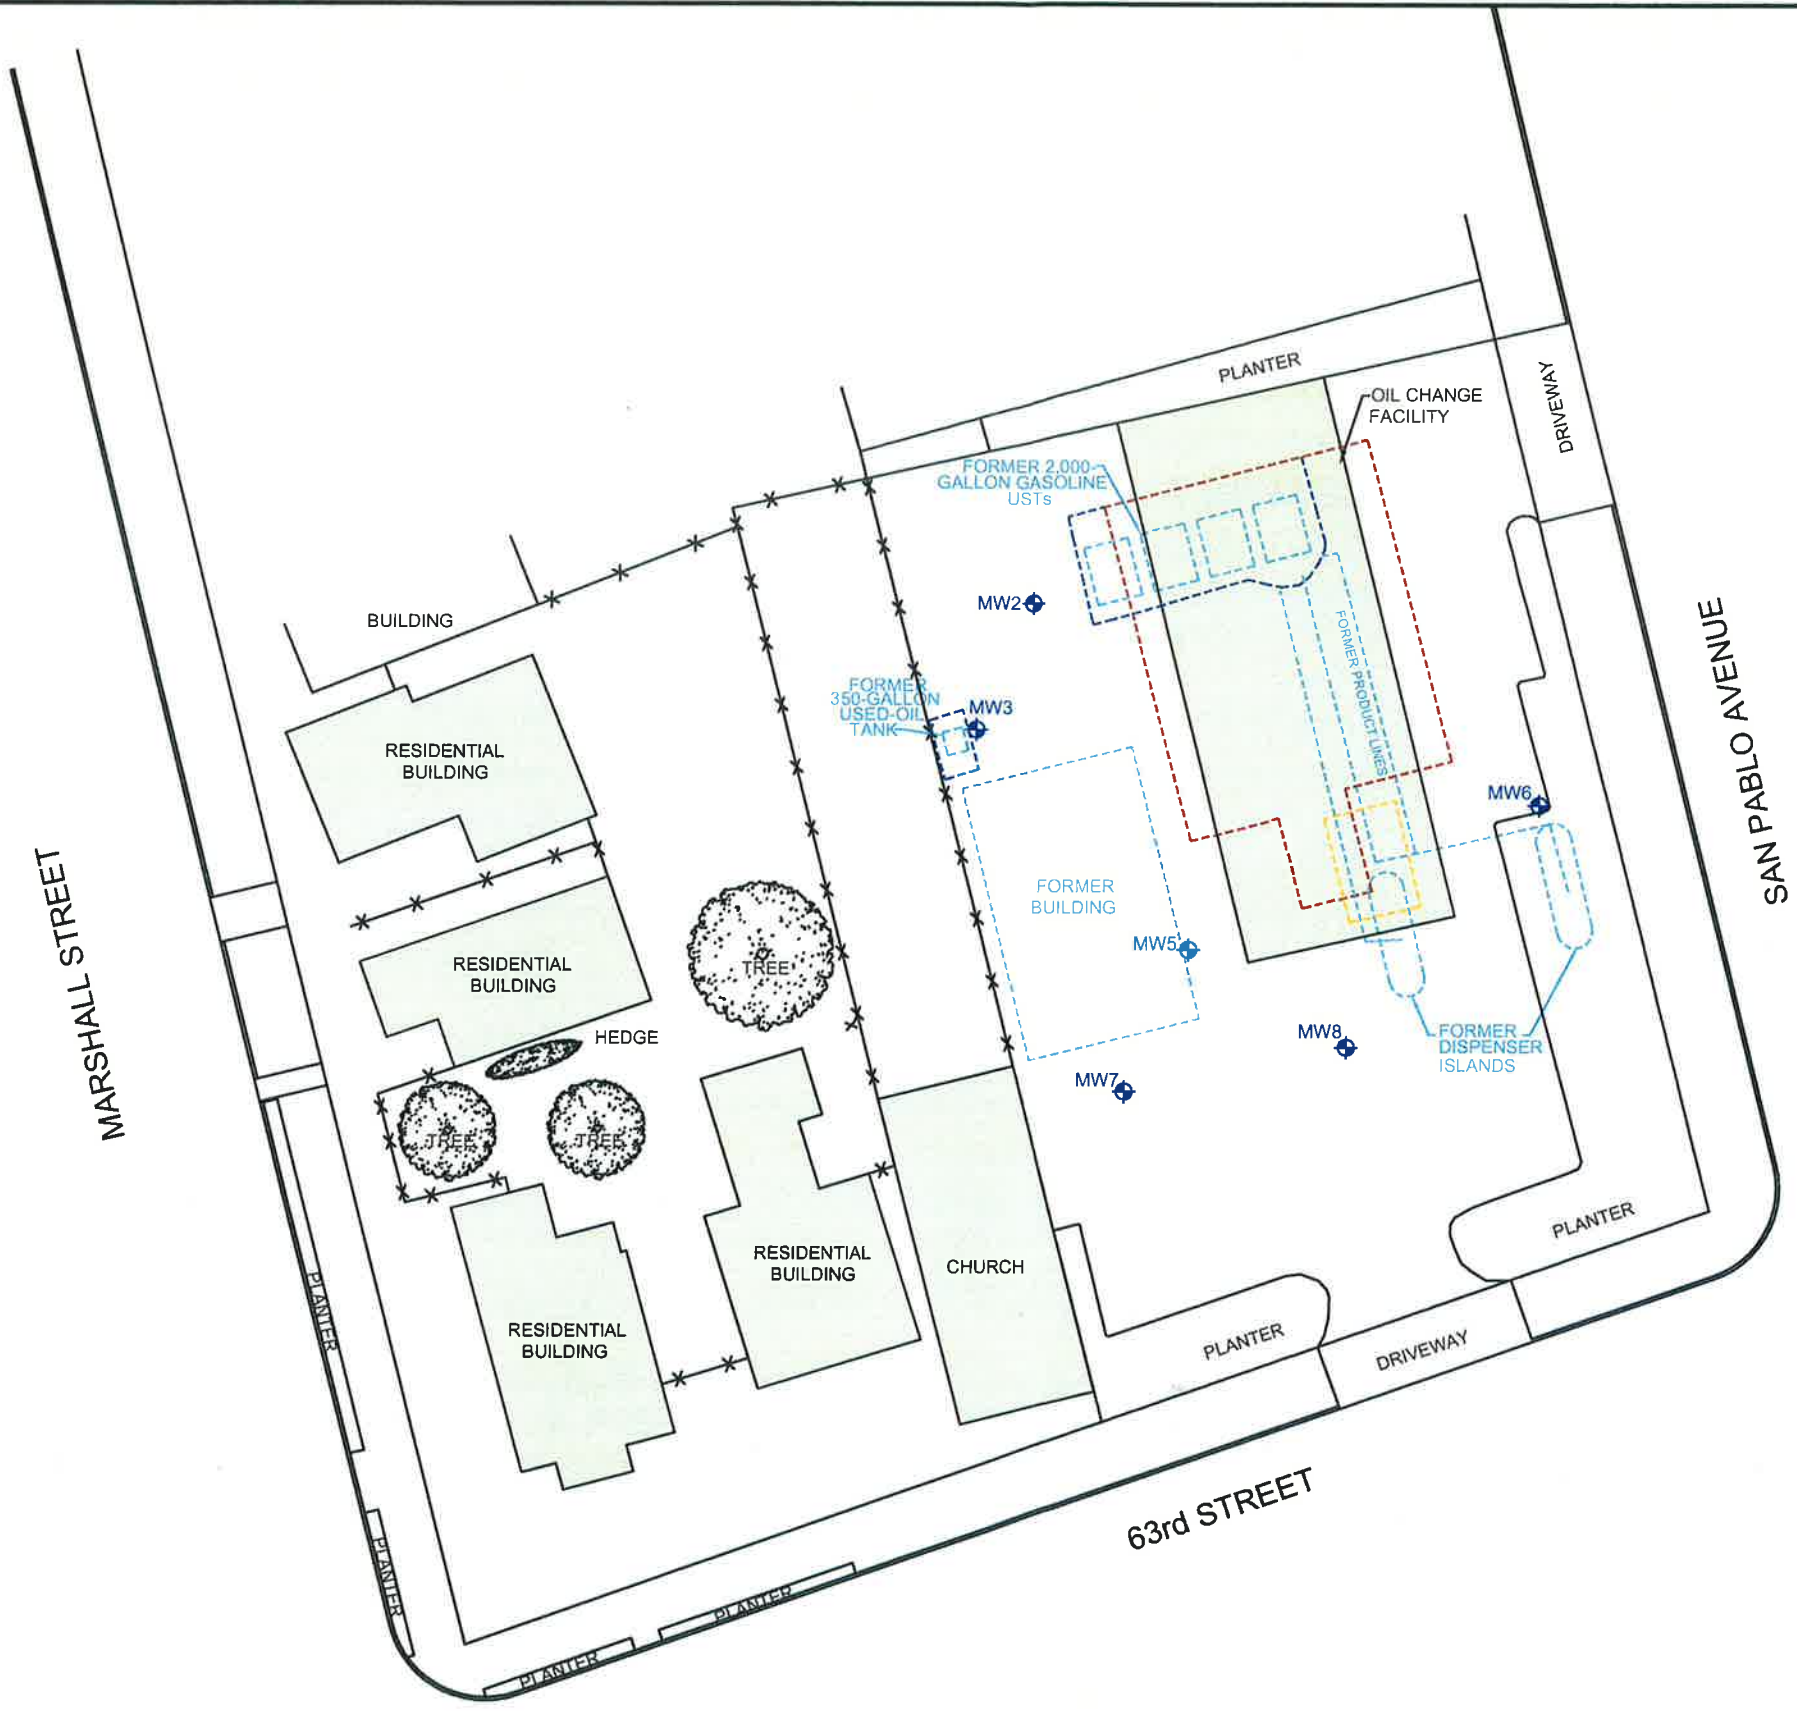 PLANTER
DRIVEWAY
OIL CHANGE
FACILITY
FORMER 2,000-
GALLON GASOLINE
USTs
MW2
BUILDING
FORMER PRODUCT LINES
FORMER
350-GALLON
USED-OIL
TANK
MW3
RESIDENTIAL
BUILDING
MW6
SAN PABLO AVENUE
FORMER
BUILDING
MW5
RESIDENTIAL
BUILDING
TREE
MARSHALL STREET
HEDGE
MW8
FORMER
DISPENSER
ISLANDS
MW7
TREE
TREE
PLANTER
RESIDENTIAL
BUILDING
CHURCH
PLANTER
RESIDENTIAL
BUILDING
PLANTER
DRIVEWAY
63rd STREET
PLANTER
PLANTER
PLANTER